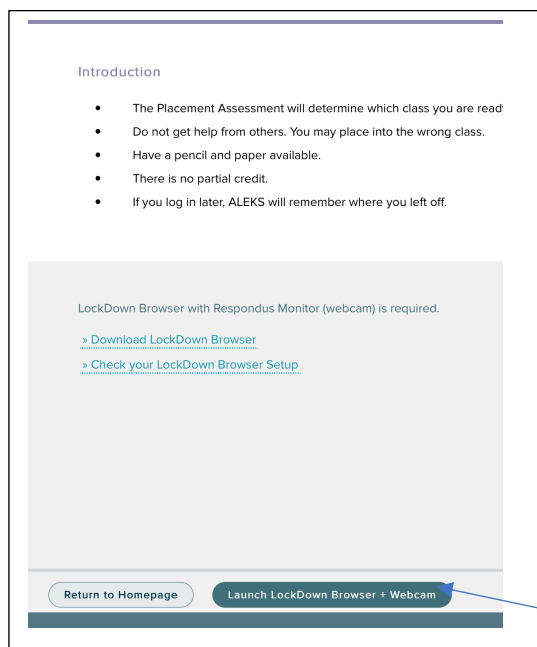 Introduction
• The Placement Assessment will determine which class you are
• Do not get help from others. You may place into the wrong class.
• Have a pencil and paper available.
• There is no partial credit.
• If you log in later, ALEKS will remember where you left off.
LockDown Browser with Respondus Monitor (webcam) is required.
» Download LockDown Browser
» Check your LockDown Browser Setup
Return to Homepage Launch LockDown Browser + Webcam